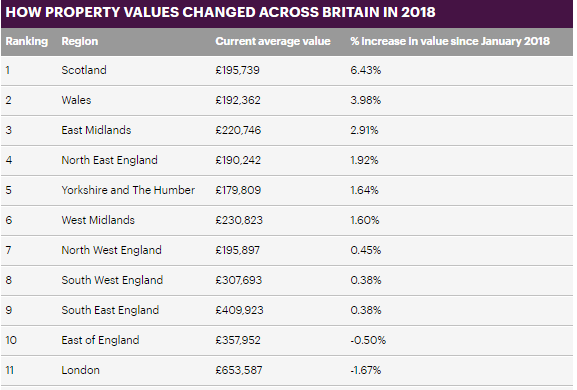 HOW PROPERTY VALUES CHANGED ACROSS BRITAIN IN 2018
Ranking Region Current average value % Increase in value since January 2018
1 Scotland £195,739 6.43%
2 Wales £192,362 3.98%
3 East Midlands £220,746 2.91%
4 North East England £190,242 1.92%
5 Yorkshire and The Humber £179,809 1.64%
6 West Midlands £230,823 1.60%
7 North West England £195,897 0.45%
8 South West England £307,693 0.38%
9 South East England £409,923 0.38%
10 East of England £357,952 -0.50%
11 London £653,587 -1.67%